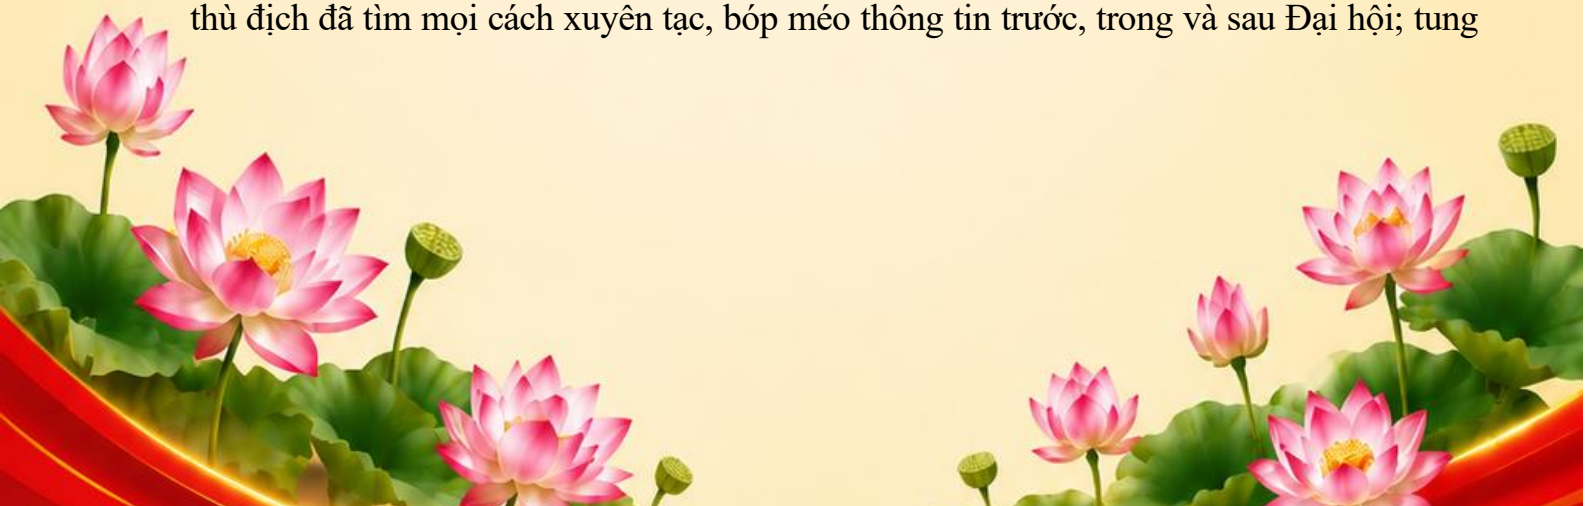 thù địch đã tìm mọi cách xuyên tạc, bóp méo thông tin trước, trong và sau Đại hội; tung